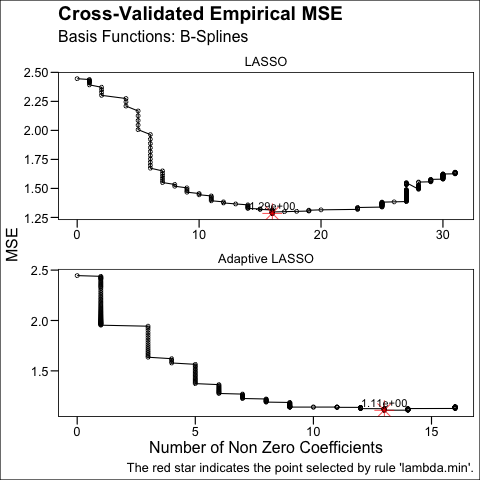 Cross-Validated Empirical MSE
Basis Functions: B-Splines
LASSO
2.50
2.25
2.00
1.75
1.50
1.25
1.29e+00
0 10 20 30
MSE
Adaptive LASSO
2.5
2.0
1.5
1.11e+00
0 5 10 15
Number of Non Zero Coefficients
The red star indicates the point selected by rule 'lambda.min'.